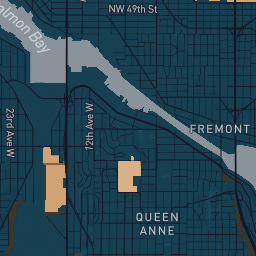 NW 49th St
Salmon Bay
23rd Ave W
12th Ave W
FREMONT
QUEEN
ANNE